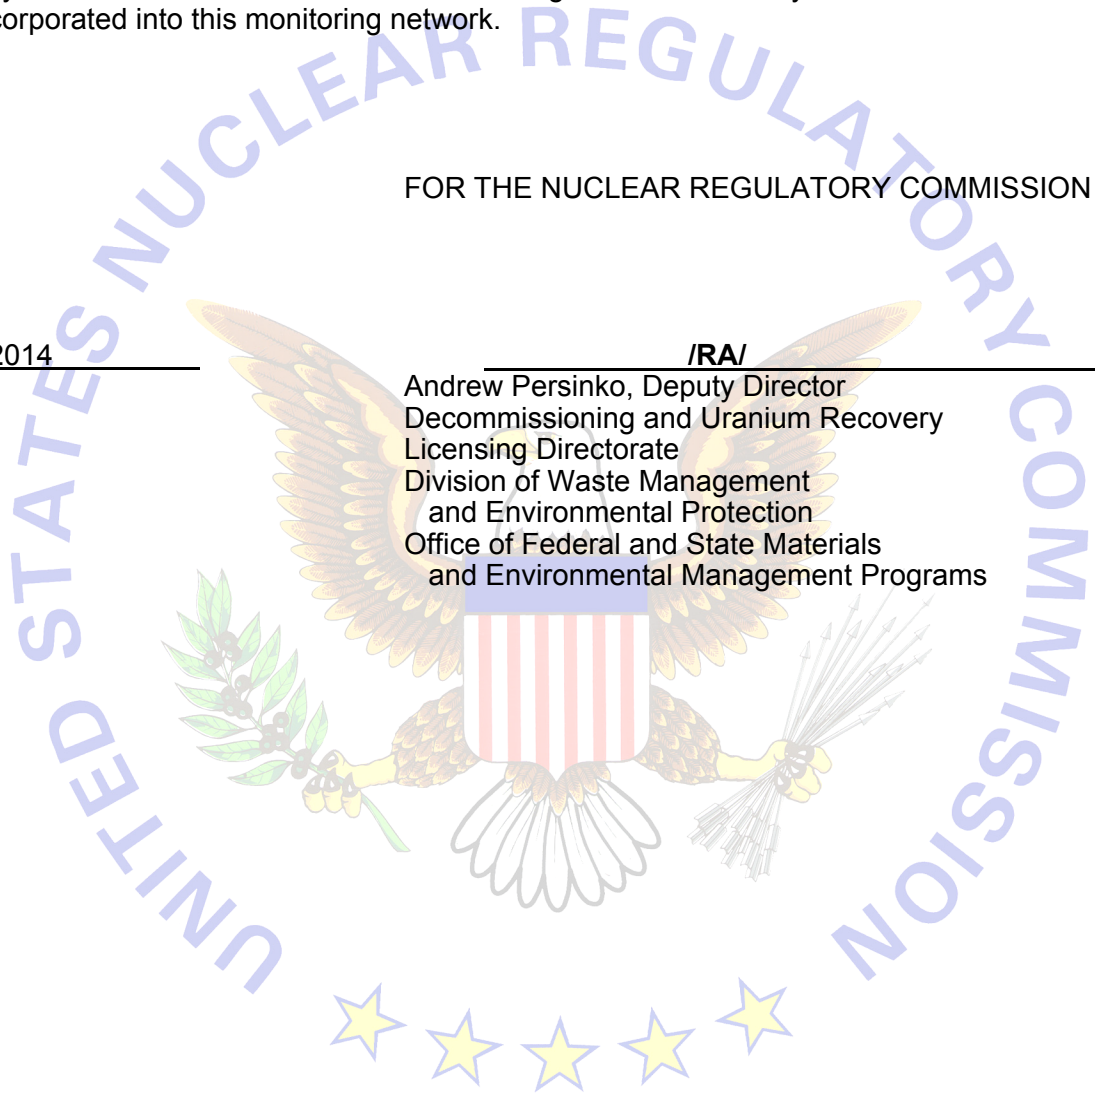 corporated into this monitoring network.
FOR THE NUCLEAR REGULATORY COMMISSION
2014
/RA/
Andrew Persinko, Deputy Director
Decommissioning and Uranium Recovery
Licensing Directorate
Division of Waste Management
and Environmental Protection
Office of Federal and State Materials
and Environmental Management Programs
UNITED STATES NUCLEAR REGULATORY COMMISSION